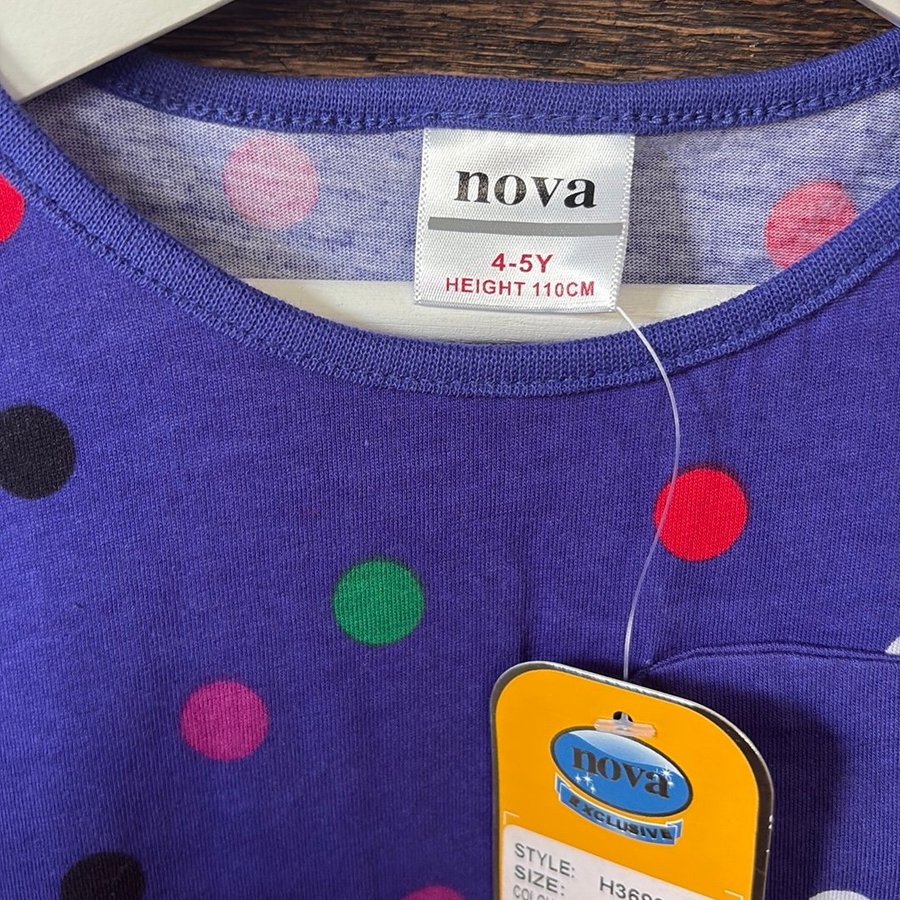 nova
4-5Y
HEIGHT 110CM
nova
EXCLUSIVE
STYLE:
SIZE: